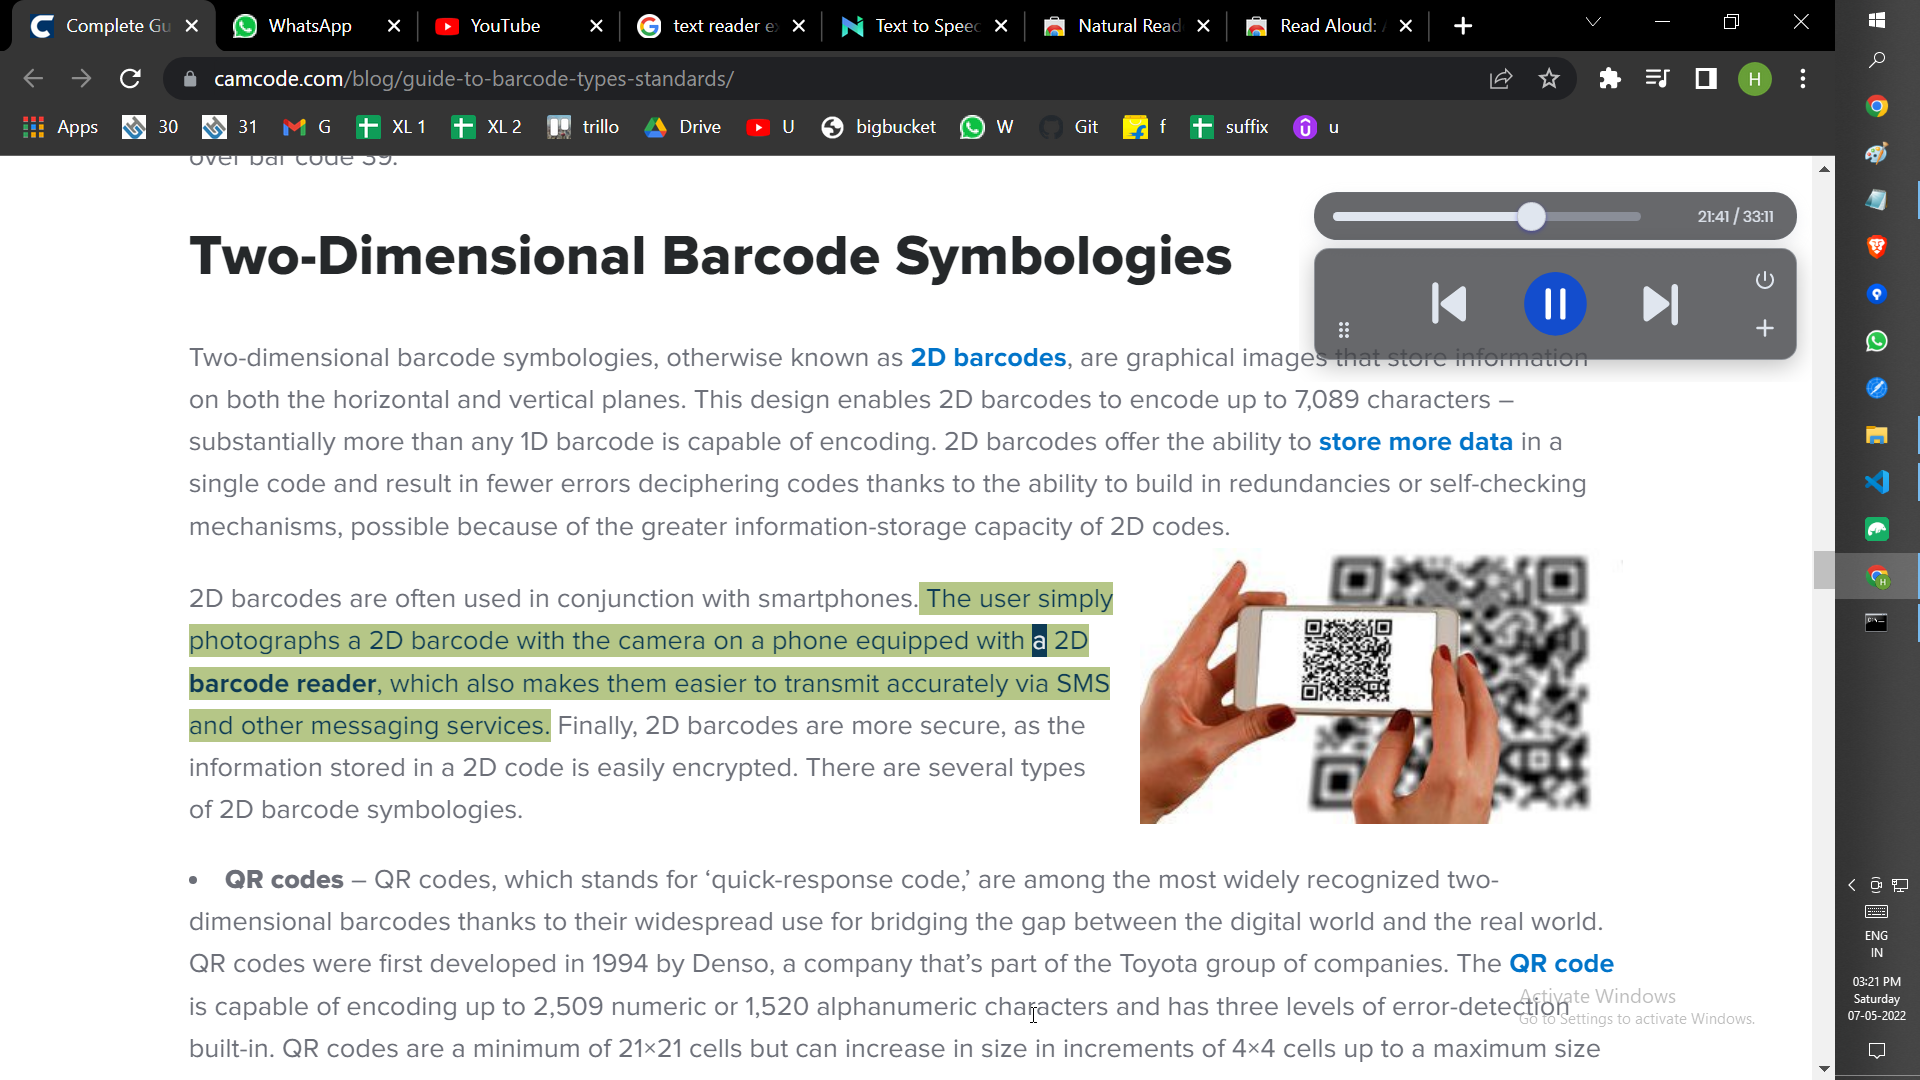 Complete Gu
WhatsApp
YouTube
text reader e
Text to Speec
Natural Read
Read Aloud: A
camcode.com/blog/guide-to-barcode-types-standards/
H
Apps
30
31
G
XL 1
XL 2
trillo
Drive
U
bigbucket
W
Git
f
suffix
u
over bar code 39.
21:41 / 33:11
Two-Dimensional Barcode Symbologies
Two-dimensional barcode symbologies, otherwise known as 2D barcodes, are graphical images that store information
on both the horizontal and vertical planes. This design enables 2D barcodes to encode up to 7,089 characters –
substantially more than any 1D barcode is capable of encoding. 2D barcodes offer the ability to store more data in a
single code and result in fewer errors deciphering codes thanks to the ability to build in redundancies or self-checking
mechanisms, possible because of the greater information-storage capacity of 2D codes.
2D barcodes are often used in conjunction with smartphones. The user simply
photographs a 2D barcode with the camera on a phone equipped with a 2D
barcode reader, which also makes them easier to transmit accurately via SMS
and other messaging services. Finally, 2D barcodes are more secure, as the
information stored in a 2D code is easily encrypted. There are several types
of 2D barcode symbologies.
• QR codes – QR codes, which stands for ‘quick-response code,’ are among the most widely recognized two-
dimensional barcodes thanks to their widespread use for bridging the gap between the digital world and the real world.
QR codes were first developed in 1994 by Denso, a company that’s part of the Toyota group of companies. The QR code
is capable of encoding up to 2,509 numeric or 1,520 alphanumeric characters and has three levels of error-detection
built-in. QR codes are a minimum of 21×21 cells but can increase in size in increments of 4×4 cells up to a maximum size
Activate Windows
Go to Settings to activate Windows.
ENG
IN
03:21 PM
Saturday
07-05-2022